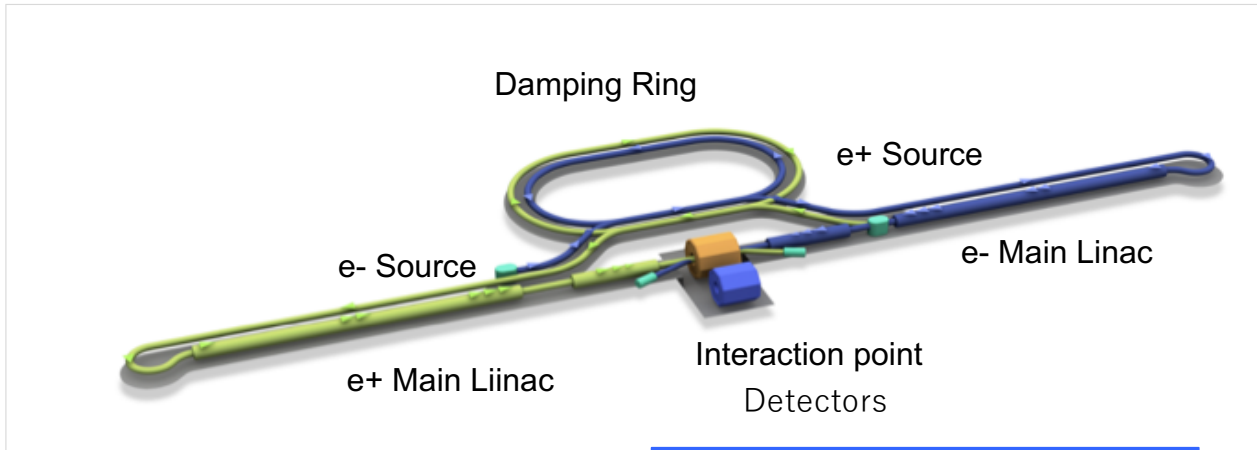 Damping Ring
e+ Source
e- Source
e- Main Linac
e+ Main Liinac
Interaction point
Detectors